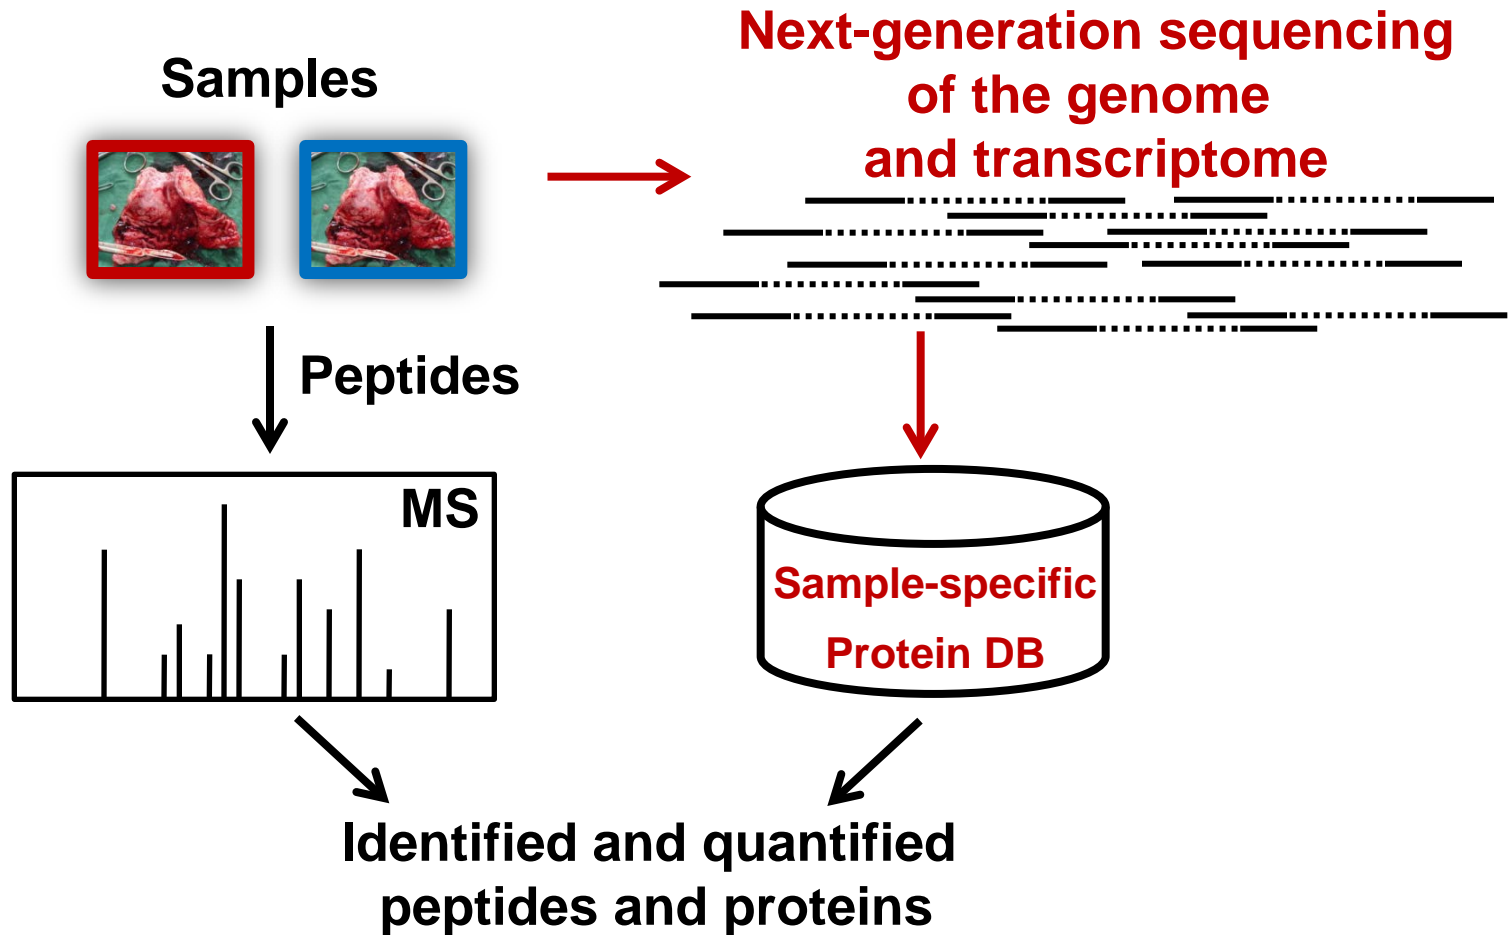 Samples
Next-generation sequencing
of the genome
and transcriptome
Peptides
MS
Sample-specific
Protein DB
Identified and quantified
peptides and proteins